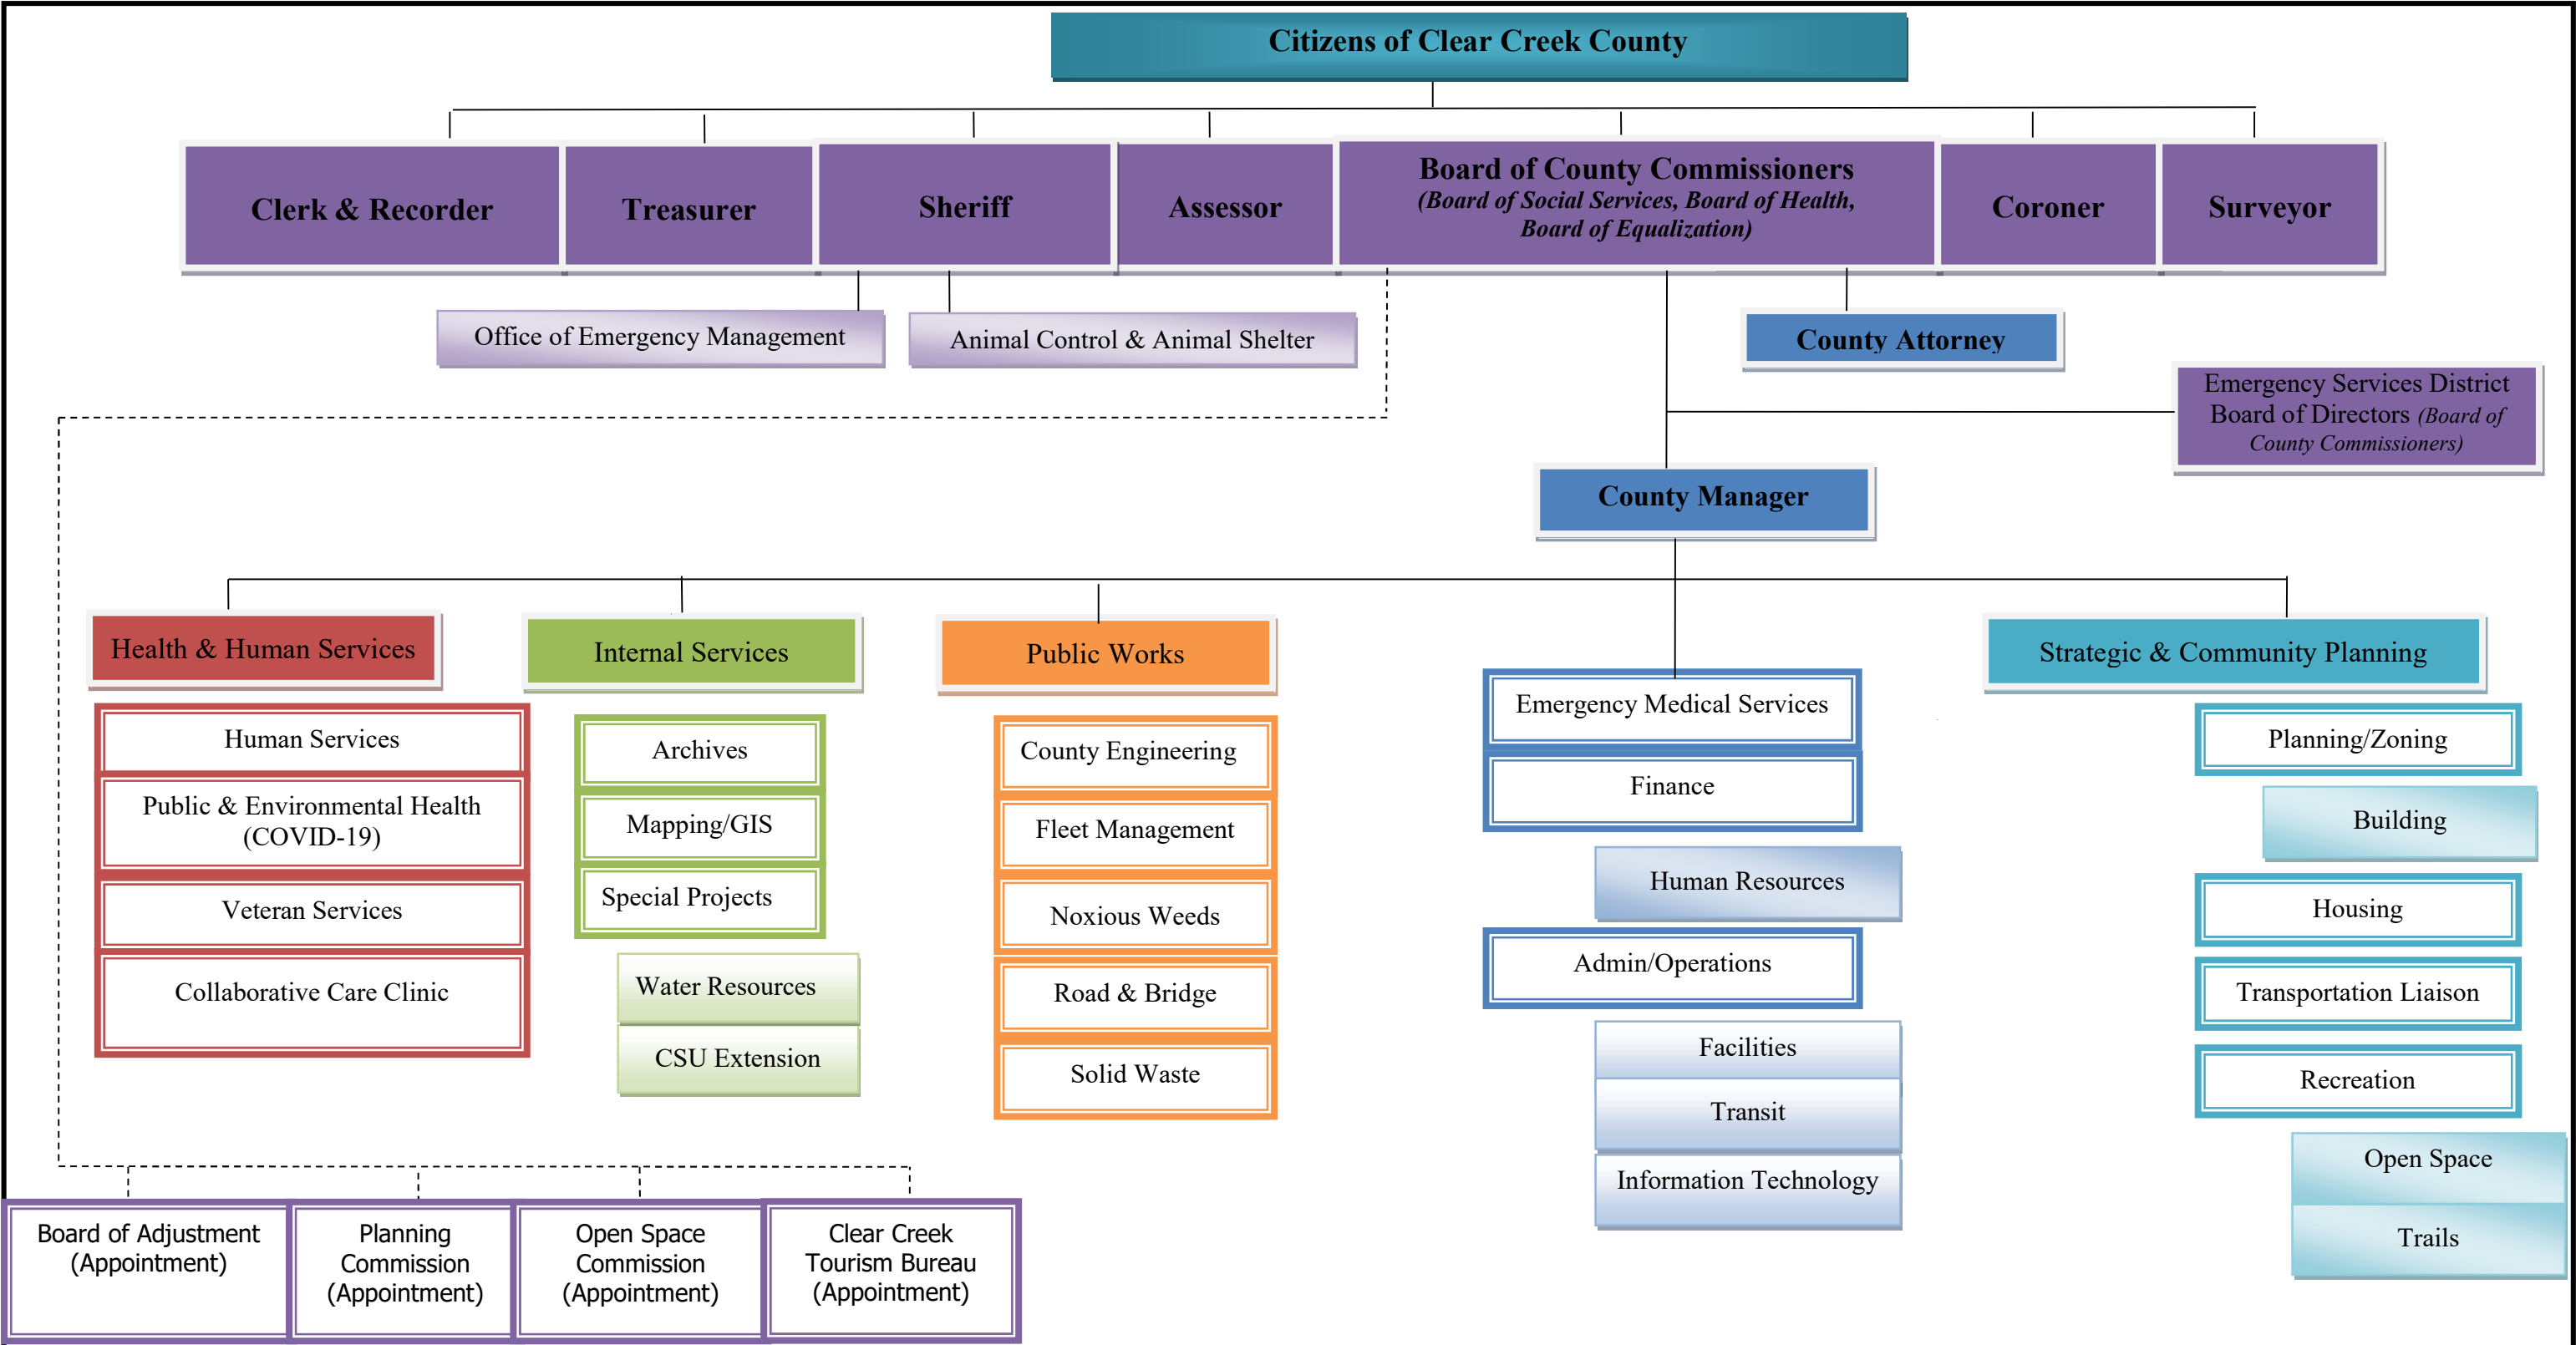 Citizens of Clear Creek County
Clerk & Recorder
Treasurer
Sheriff
Assessor
Board of County Commissioners
(Board of Social Services, Board of Health,
Board of Equalization)
Coroner
Surveyor
Office of Emergency Management
Animal Control & Animal Shelter
County Attorney
Emergency Services District
Board of Directors (Board of
County Commissioners)
County Manager
Health & Human Services
Human Services
Public & Environmental Health
(COVID-19)
Veteran Services
Collaborative Care Clinic
Internal Services
Archives
Mapping/GIS
Special Projects
Water Resources
CSU Extension
Public Works
County Engineering
Fleet Management
Noxious Weeds
Road & Bridge
Solid Waste
Emergency Medical Services
Finance
Human Resources
Admin/Operations
Facilities
Transit
Information Technology
Strategic & Community Planning
Planning/Zoning
Building
Housing
Transportation Liaison
Recreation
Open Space
Trails
Board of Adjustment
(Appointment)
Planning
Commission
(Appointment)
Open Space
Commission
(Appointment)
Clear Creek
Tourism Bureau
(Appointment)